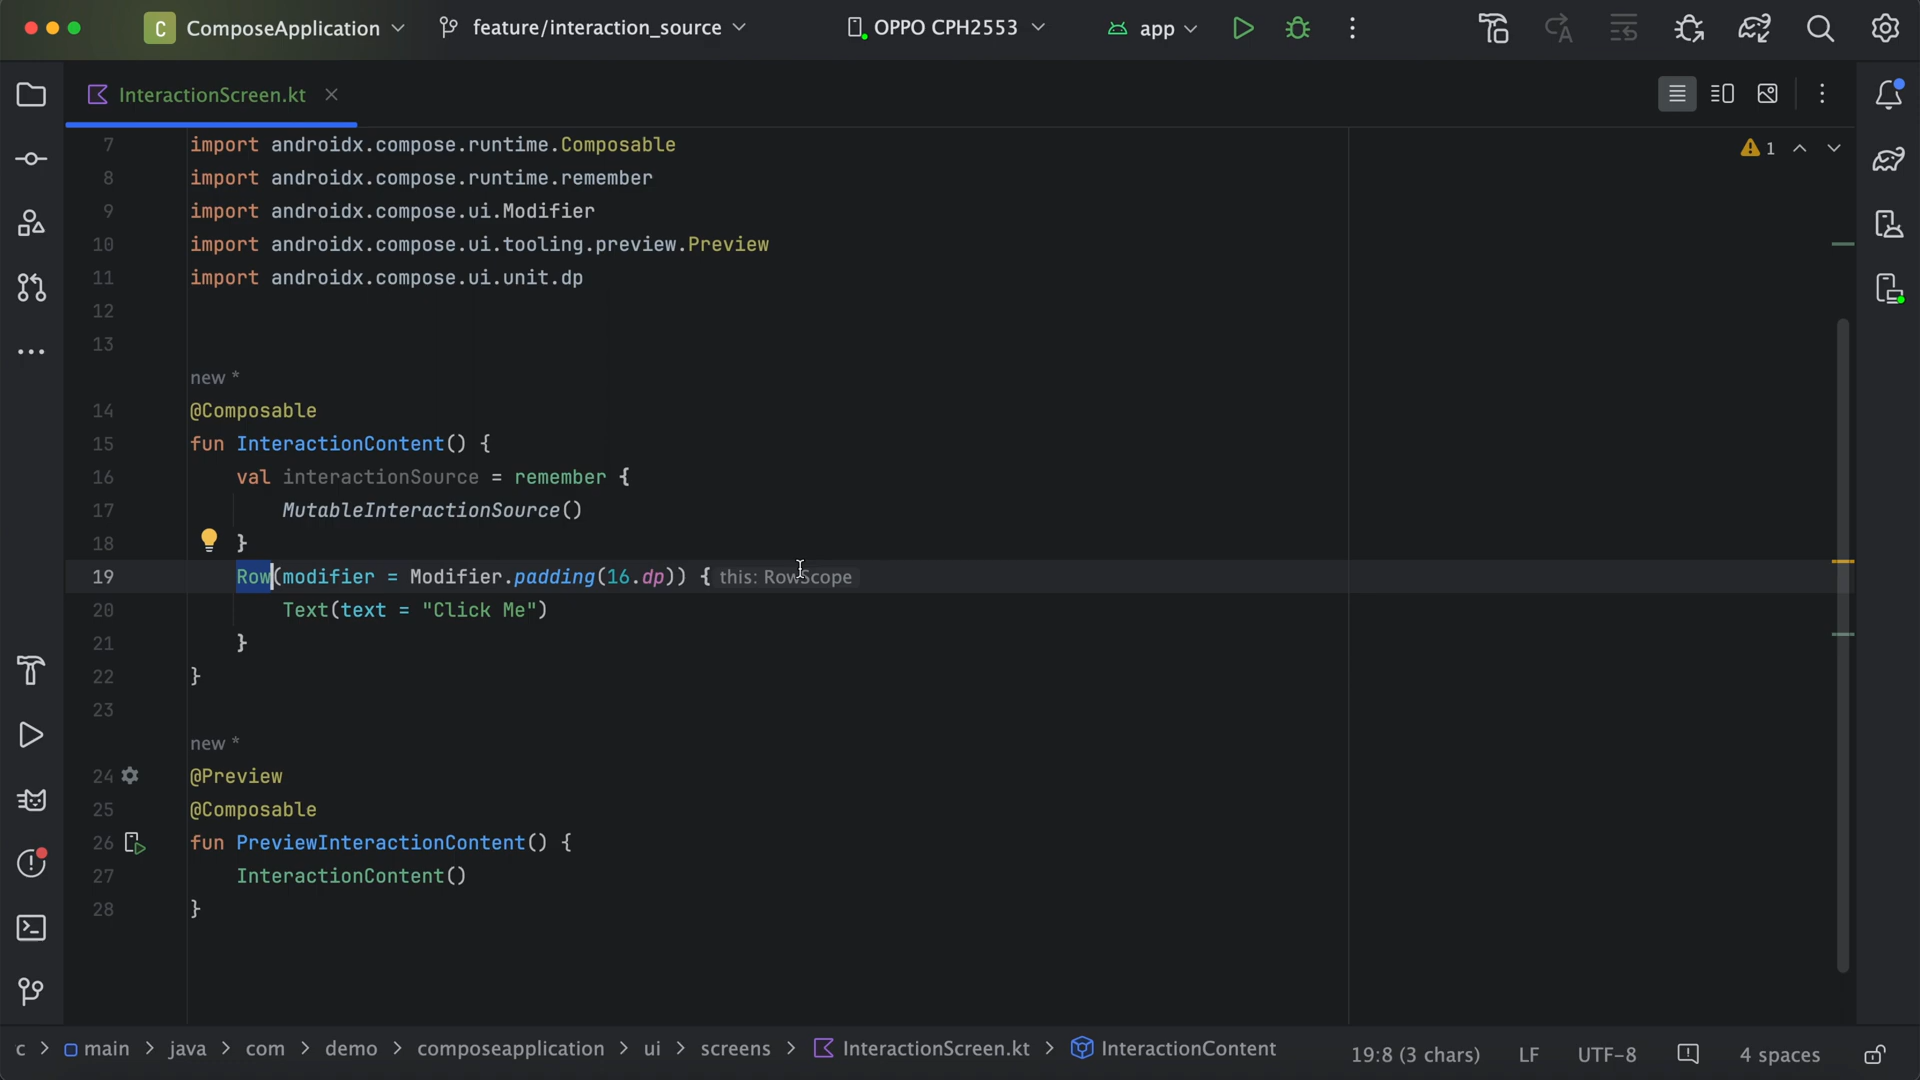 C ComposeApplication feature/interaction_source OPPO CPH2553 app
InteractionScreen.kt
7 import androidx.compose.runtime.Composable
1
8 import androidx.compose.runtime.remember
9 import androidx.compose.ui.Modifier
10 import androidx.compose.ui.tooling.preview.Preview
11 import androidx.compose.ui.unit.dp
12
13
new *
14 @Composable
15 fun InteractionContent() {
16 val interactionSource = remember {
17 MutableInteractionSource()
18 }
19 Row(modifier = Modifier.padding(16.dp)) { this: RowScope
20 Text(text = "Click Me")
21 }
22 }
23
new *
24 @Preview
25 @Composable
26 fun PreviewInteractionContent() {
27 InteractionContent()
28 }
c > main > java > com > demo > composeapplication > ui > screens > InteractionScreen.kt > InteractionContent 19:8 (3 chars) LF UTF-8 4 spaces